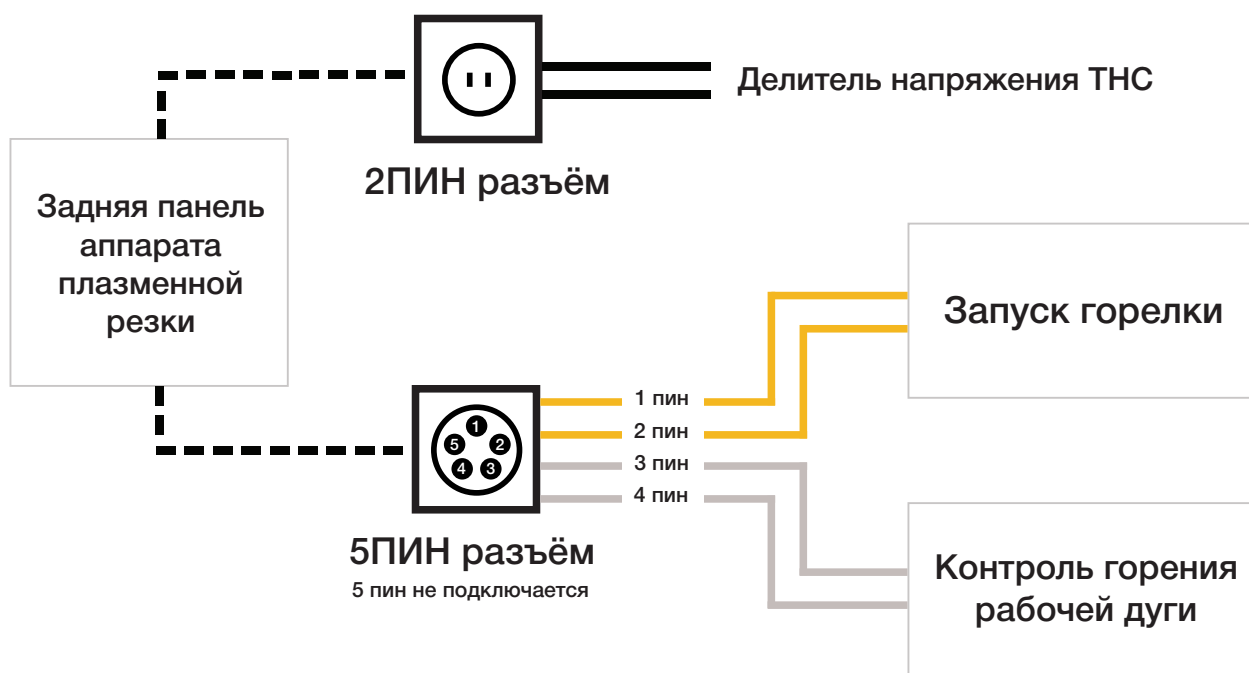 Делитель напряжения ТНС
2ПИН разъём
Задняя панель
аппарата
плазменной
резки
Запуск горелки
1 пин
2 пин
3 пин
4 пин
1
2
3
4
5
5ПИН разъём
5 пин не подключается
Контроль горения
рабочей дуги